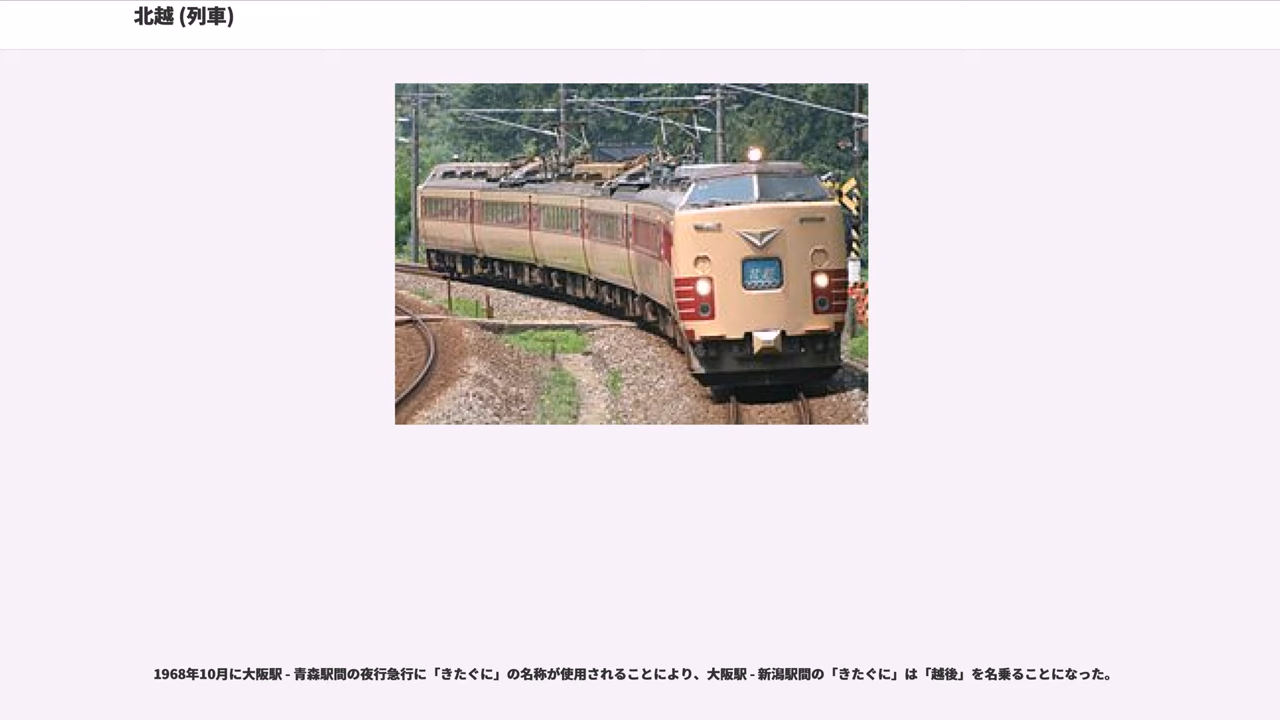 北越 (列車)
北越
1968年10月に大阪駅 - 青森駅間の夜行急行に「きたぐに」の名称が使用されることにより、大阪駅 - 新潟駅間の「きたぐに」は「越後」を名乗ることになった。